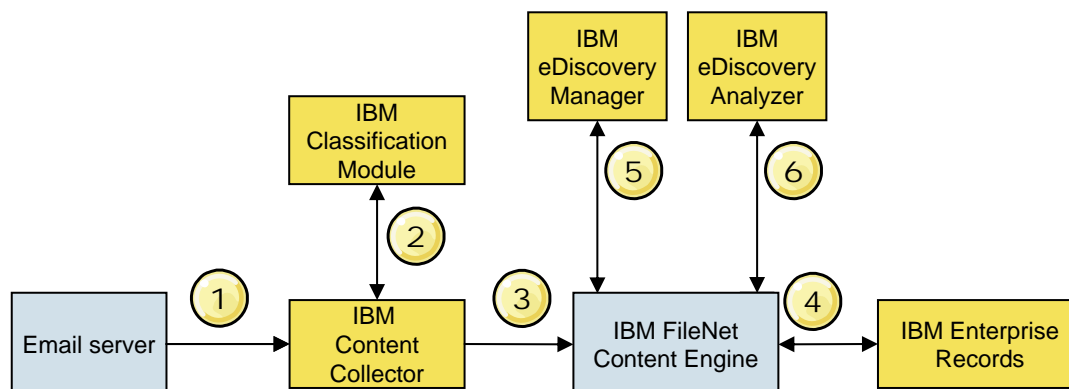 IBM
eDiscovery
Manager
IBM
eDiscovery
Analyzer
IBM
Classification
Module
5
6
2
1
3
4
Email server
IBM
Content
Collector
IBM FileNet
Content Engine
IBM Enterprise
Records